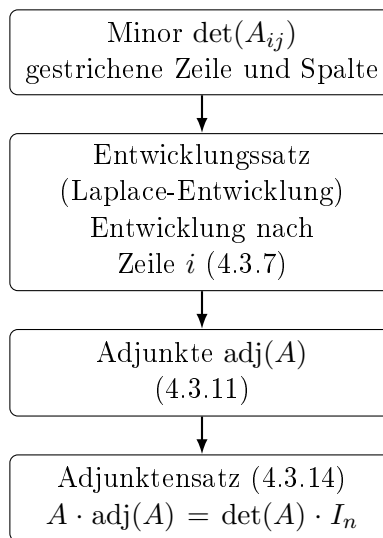 Minor det(A_{ij})
gestrichene Zeile und Spalte
Entwicklungssatz
(Laplace-Entwicklung)
Entwicklung nach
Zeile i (4.3.7)
Adjunkte adj(A)
(4.3.11)
Adjunktensatz (4.3.14)
A · adj(A) = det(A) · I_n